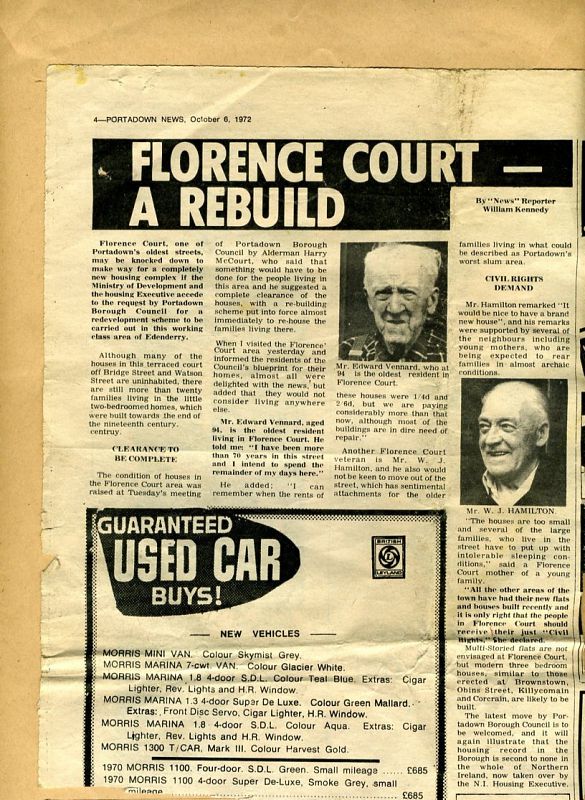 4—PORTADOWN NEWS, October 6, 1972
FLORENCE COURT —
A REBUILD
By "News" Reporter
William Kennedy
Florence Court, one of
Portadown's oldest streets,
may be knocked down to
make way for a completely
new housing complex if the
Ministry of Development and
the housing Executive accede
to the request by Portadown
Borough Council for a
redevelopment scheme to be
carried out in this working
class area of Edenderry.
Although many of the
houses in this terraced court
off Bridge Street and Watson
Street are uninhabited, there
are still more than twenty
families living in the little
two-bedroomed homes, which
were built towards the end of
the nineteenth century.
centruy.
CLEARANCE TO
BE COMPLETE
The condition of houses in
the Florence Court area was
raised at Tuesday's meeting
of Portadown Borough
Council by Alderman Harry
McCourt, who said that
something would have to be
done for the people living in
this area and he suggested a
complete clearance of the
houses, with a re-building
scheme put into force almost
immediately to re-house the
families living there.
When I visited the Florence
Court area yesterday and
informed the residents of the
Council's blueprint for their
homes, almost all were
delighted with the news, but
added that they would not
consider living anywhere
else.
Mr. Edward Vennard, aged
94, is the oldest resident
living in Florence Court. He
told me: "I have been more
than 70 years in this street
and I intend to spend the
remainder of my days here."
He added; "I can
remember when the rents of
Mr. Edward Vennard, who at
94 is the oldest resident in
Florence Court.
these houses were 1/4d and
2/6d, but we are paying
considerably more than that
now, although most of the
buildings are in dire need of
repair."
Another Florence Court
veteran is Mr. W. J.
Hamilton, and he also would
not be keen to move out of the
street, which has sentimental
attachments for the older
families living in what could
be described as Portadown's
worst slum area.
CIVIL RIGHTS
DEMAND
Mr. Hamilton remarked "It
would be nice to have a brand
new house", and his remarks
were supported by several of
the neighbours including
young mothers, who are
being expected to rear
families in almost archaic
conditions.
Mr. W. J. HAMILTON.
"The houses are too small
and several of the large
families, who live in the
street have to put up with
intolerable sleeping con-
ditions," said a Florence
Court mother of a young
family.
"All the other areas of the
town have had their new flats
and houses built recently and
it is only right that the people
in Florence Court should
receive their just "Civil
Rights," she declared.
Multi-Storied flats are not
envisaged at Florence Court,
but modern three bedroom
houses, similar to those
erected at Brownstown,
Obins Street, Killycomain
and Corcrain, are likely to be
built.
The latest move by Por-
tadown Borough Council is to
be welcomed, and it will
again illustrate that the
housing record in the
Borough is second to none in
the whole of Northern
Ireland, now taken over by
the N.I. Housing Executive.
GUARANTEED
USED CAR
BUYS!
BRITISH
LEYLAND
— NEW VEHICLES —
MORRIS MINI VAN. Colour Skymist Grey.
MORRIS MARINA 7-cwt. VAN. Colour Glacier White.
MORRIS MARINA 1.8 4-door S.D.L. Colour Teal Blue. Extras: Cigar
Lighter, Rev. Lights and H.R. Window.
MORRIS MARINA 1.3 4-door Super De Luxe. Colour Green Mallard.
Extras: Front Disc Servo, Cigar Lighter, H.R. Window.
MORRIS MARINA 1.8 4-door S.D.L. Colour Aqua. Extras: Cigar
Lighter, Rev. Lights and H.R. Window.
MORRIS 1300 T/CAR, Mark III. Colour Harvest Gold.
1970 MORRIS 1100. Four-door. S.D.L. Green. Small mileage ...... £685
1970 MORRIS 1100 4-door Super De-Luxe, Smoke Grey, small
mileage ...... £685